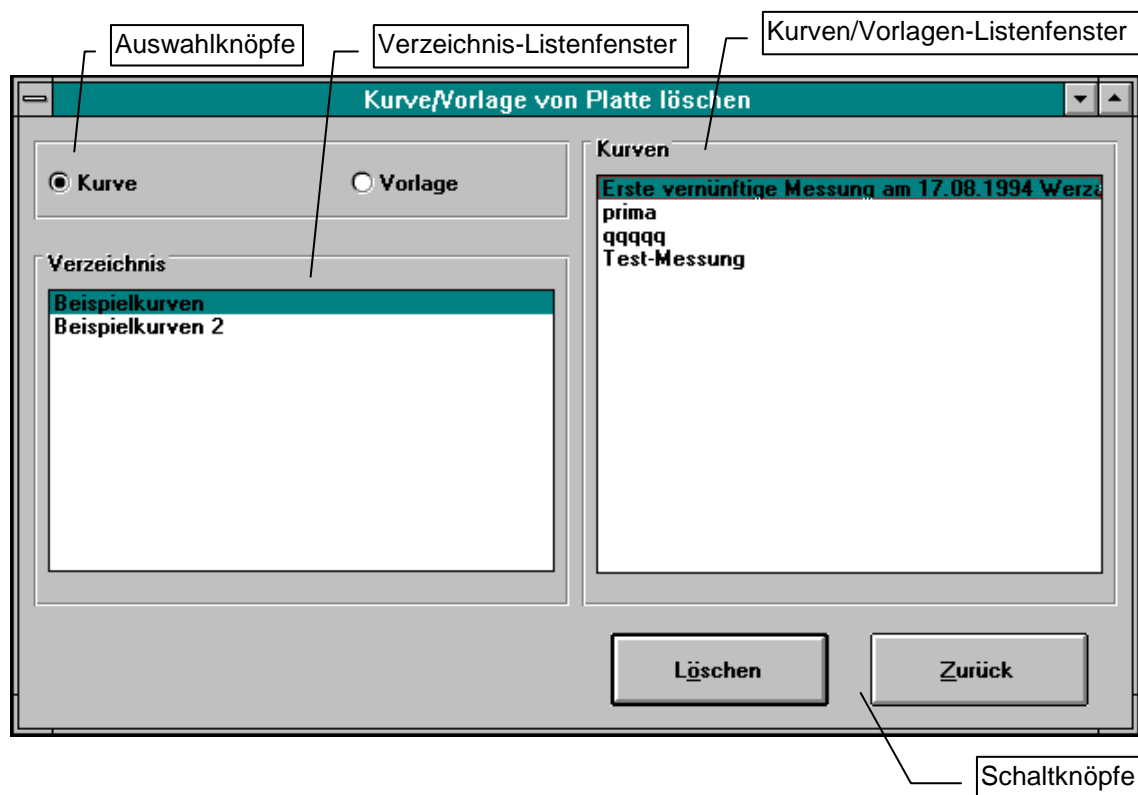 Auswahlknöpfe
Verzeichnis-Listenfenster
Kurven/Vorlagen-Listenfenster
Kurve/Vorlage von Platte löschen
Kurve
Vorlage
Kurven
Erste vernünftige Messung am 17.08.1994 Werza
prima
qqqqq
Test-Messung
Verzeichnis
Beispielkurven
Beispielkurven 2
Löschen
Zurück
Schaltknöpfe